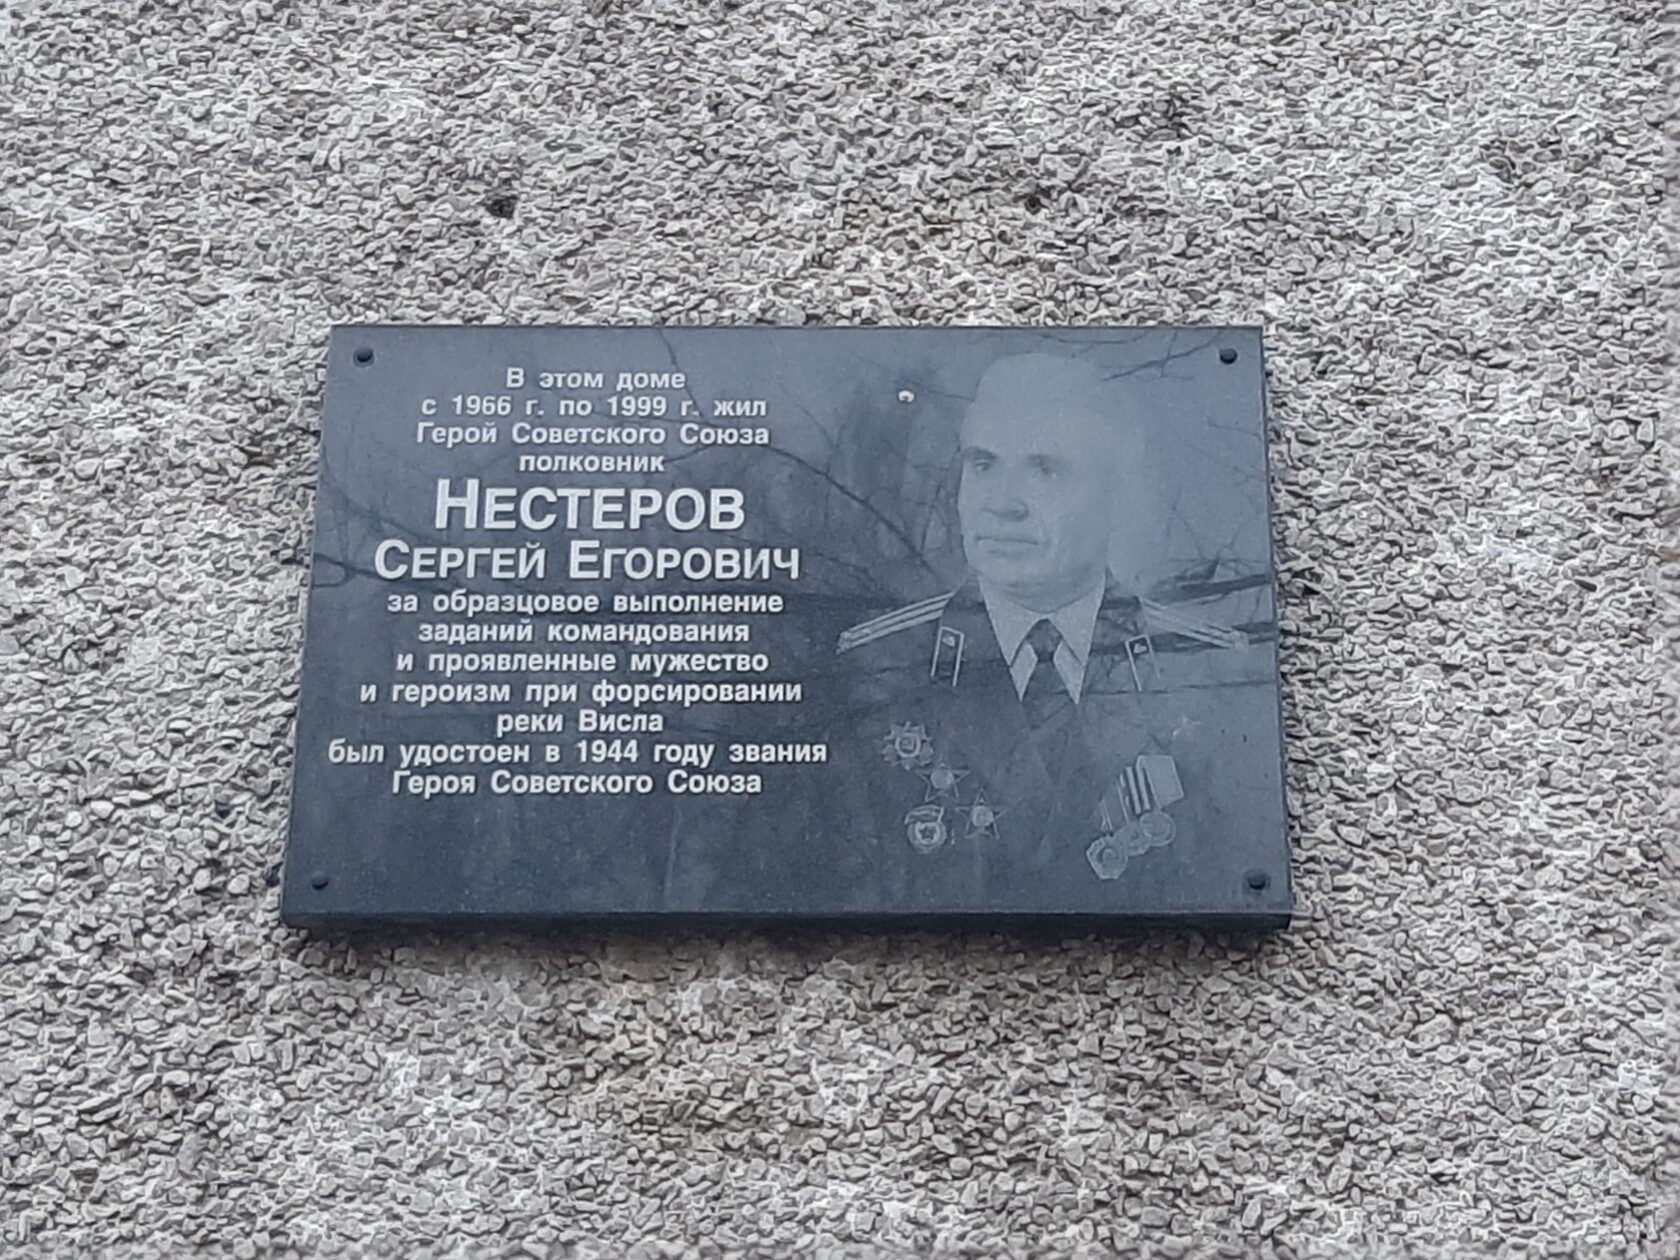 В этом доме
с 1966 г. по 1999 г. жил
Герой Советского Союза
полковник
НЕСТЕРОВ
СЕРГЕЙ ЕГОРОВИЧ
за образцовое выполнение
заданий командования
и проявленные мужество
и героизм при форсировании
реки Висла
был удостоен в 1944 году звания
Героя Советского Союза